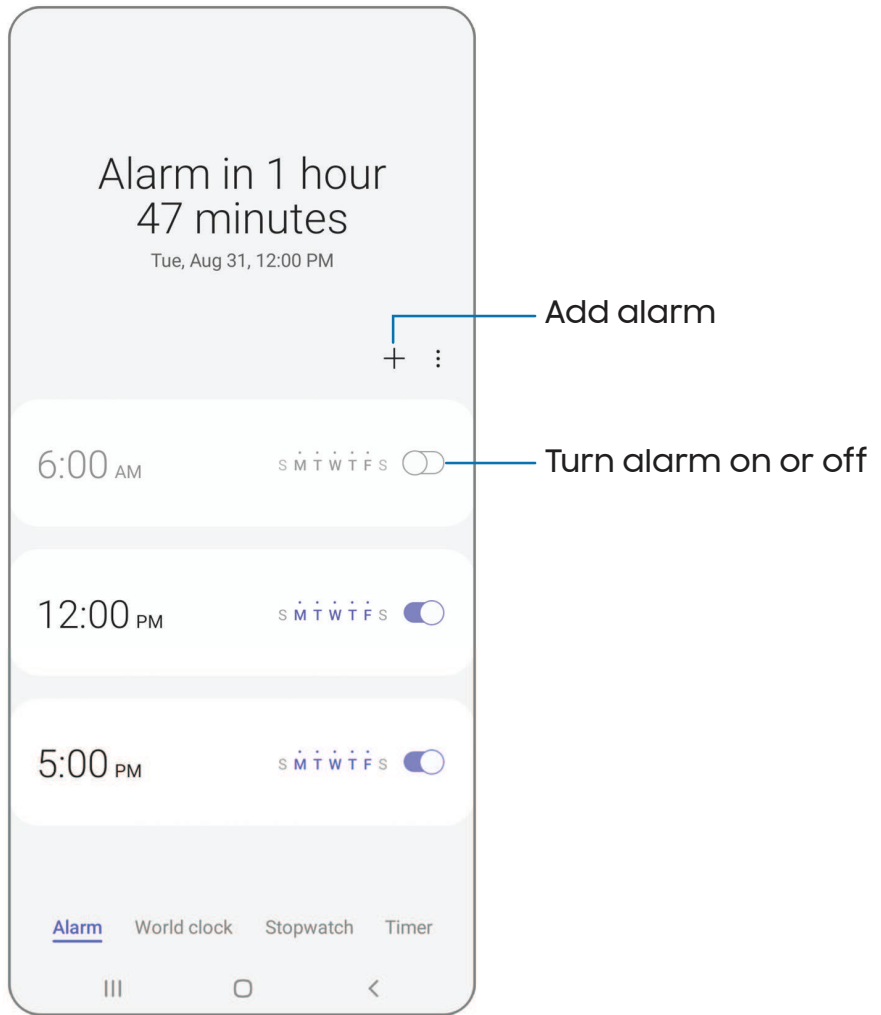 Alarm in 1 hour
47 minutes
Tue, Aug 31, 12:00 PM
Add alarm
6:00 AM S M T W T F S Turn alarm on or off
12:00 PM S M T W T F S
5:00 PM S M T W T F S
Alarm World clock Stopwatch Timer